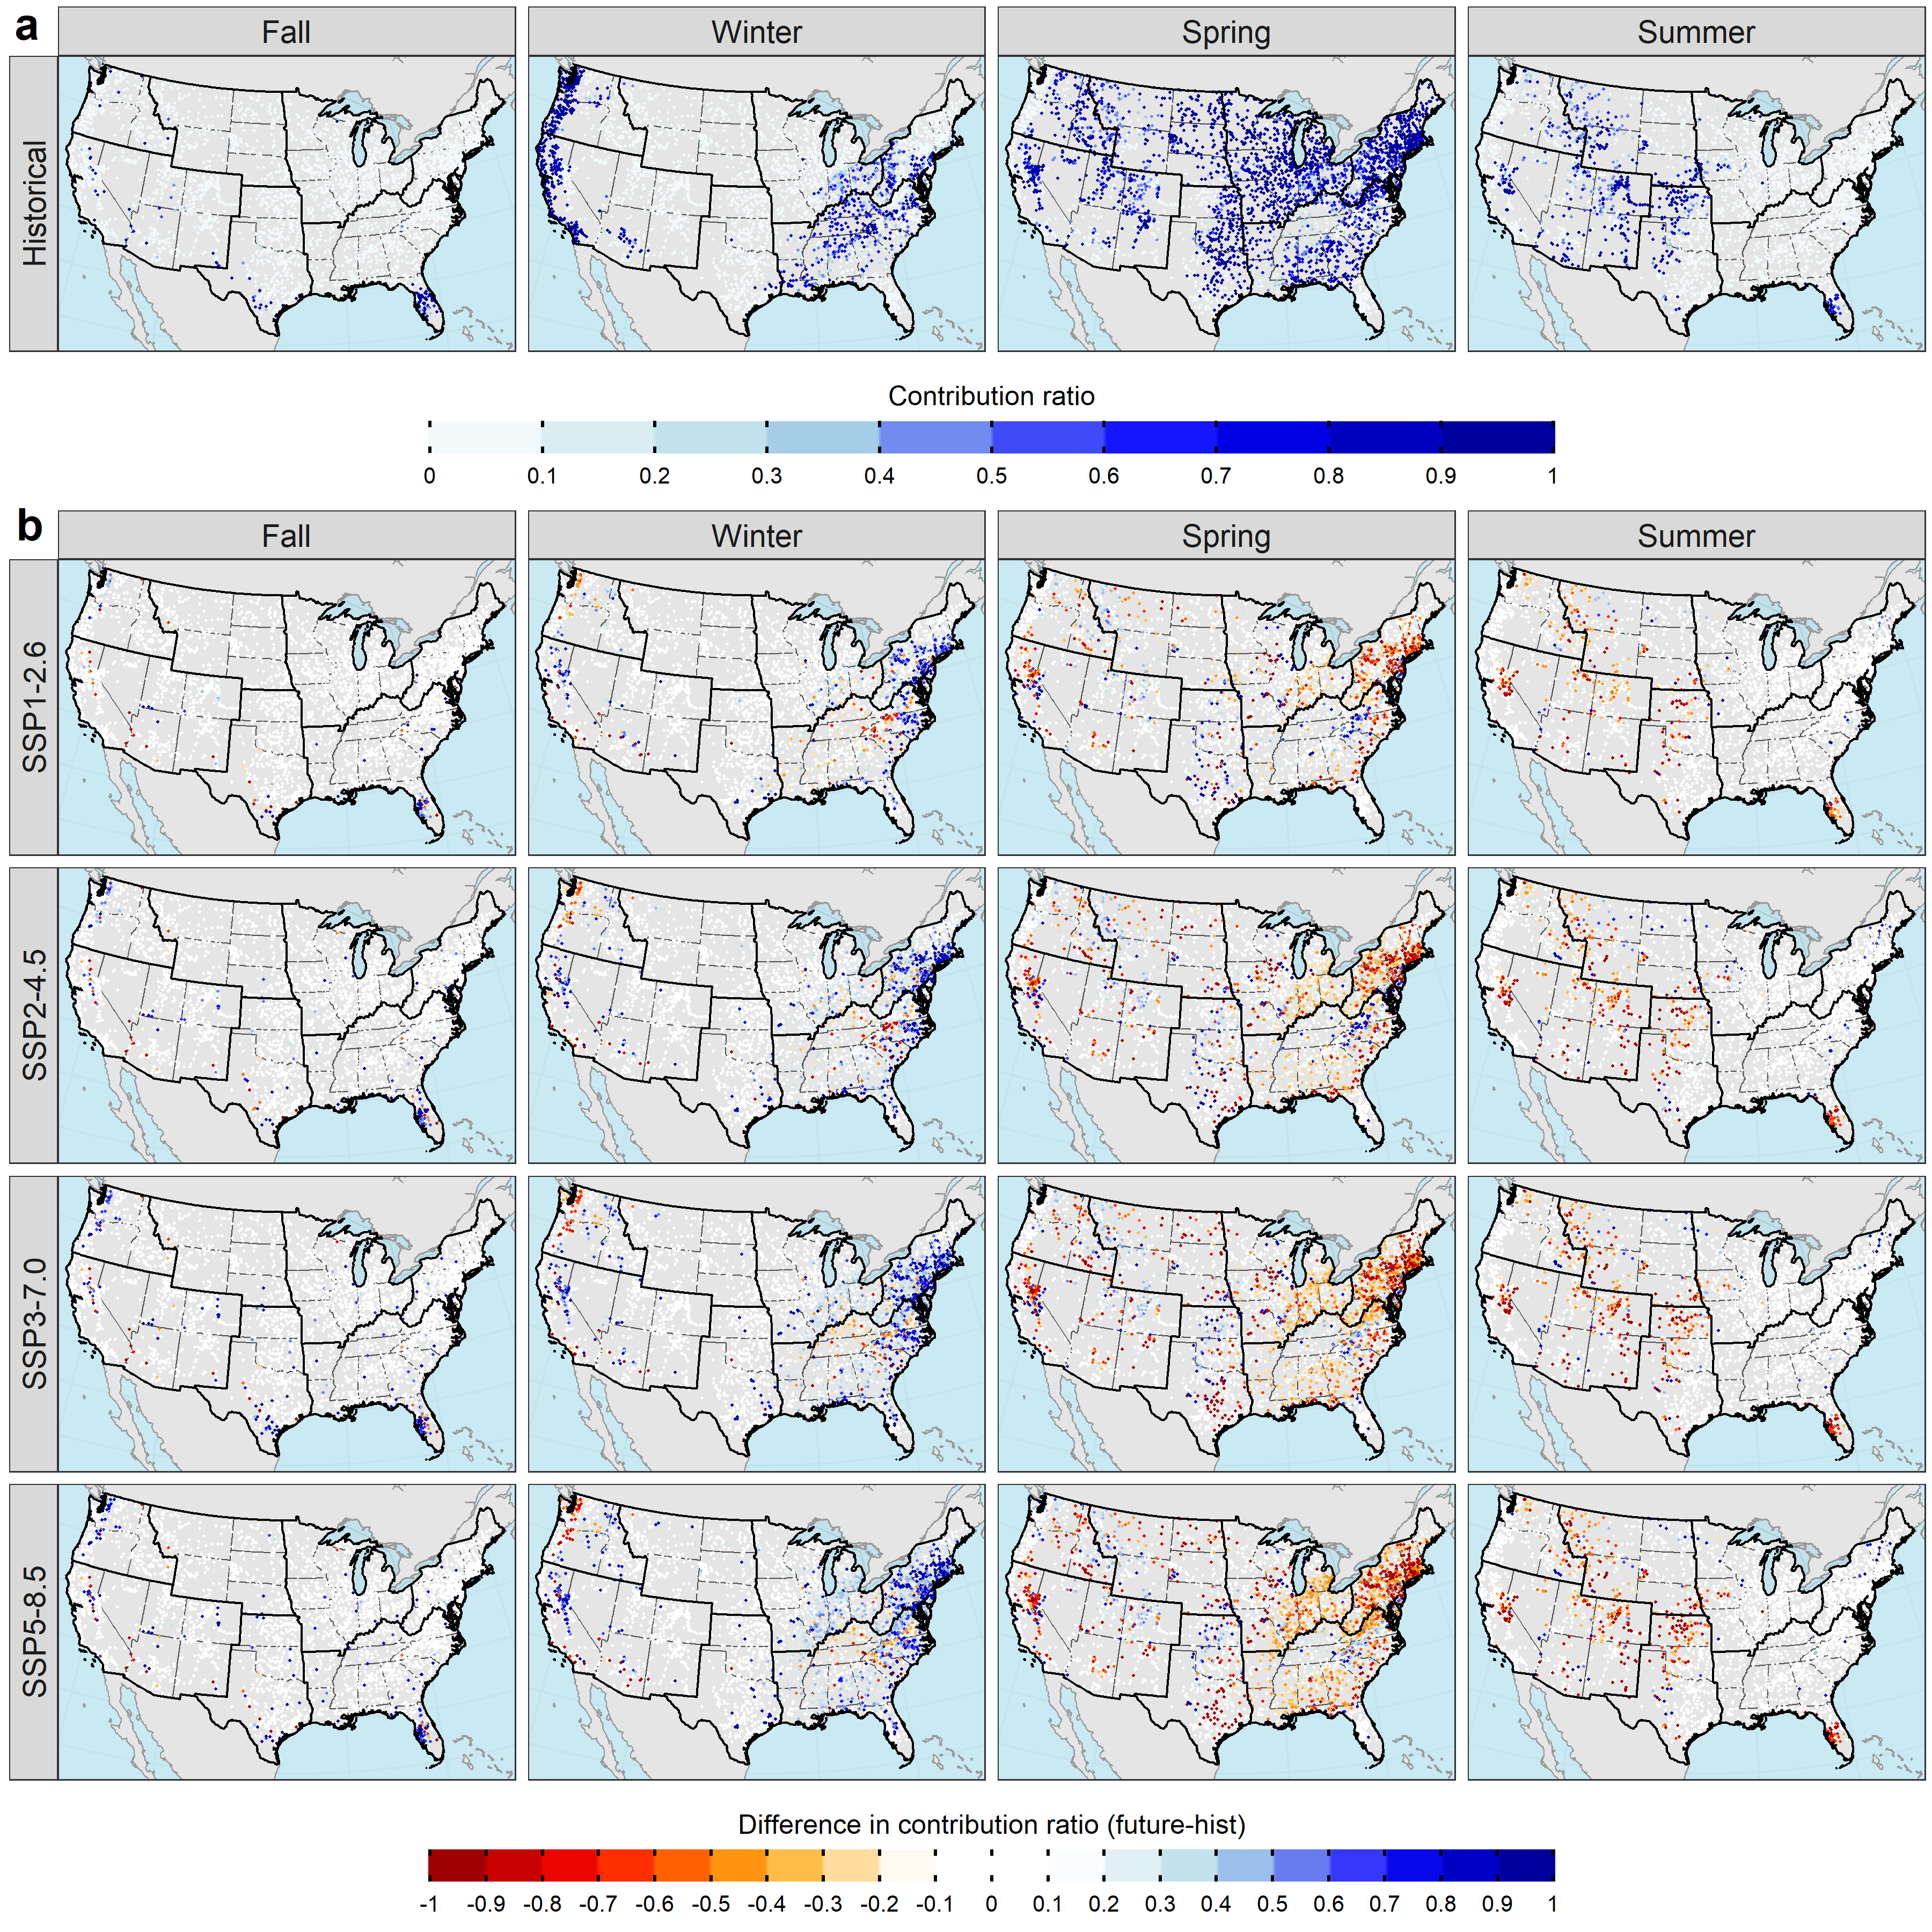 a
Fall Winter Spring Summer
Historical
Contribution ratio
0 0.1 0.2 0.3 0.4 0.5 0.6 0.7 0.8 0.9 1
b
Fall Winter Spring Summer
SSP1-2.6
SSP2-4.5
SSP3-7.0
SSP5-8.5
Difference in contribution ratio (future-hist)
-1 -0.9 -0.8 -0.7 -0.6 -0.5 -0.4 -0.3 -0.2 -0.1 0 0.1 0.2 0.3 0.4 0.5 0.6 0.7 0.8 0.9 1